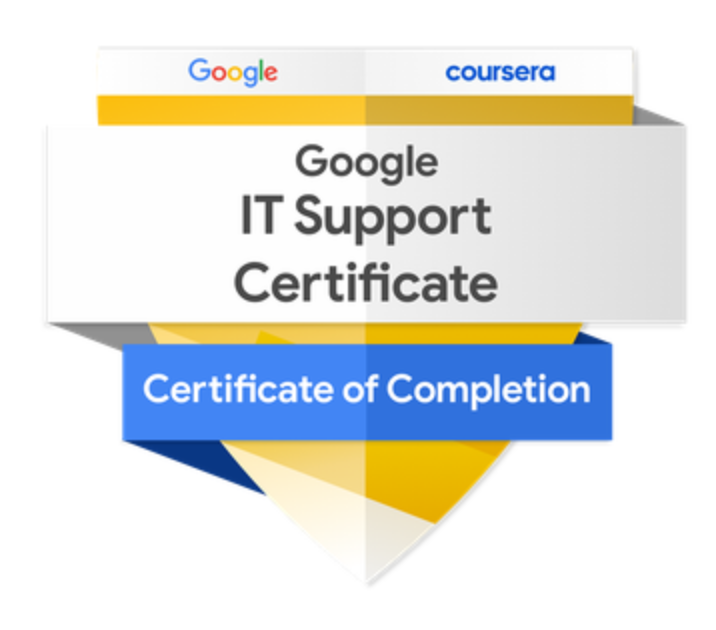 Google coursera
Google
IT Support
Certificate
Certificate of Completion